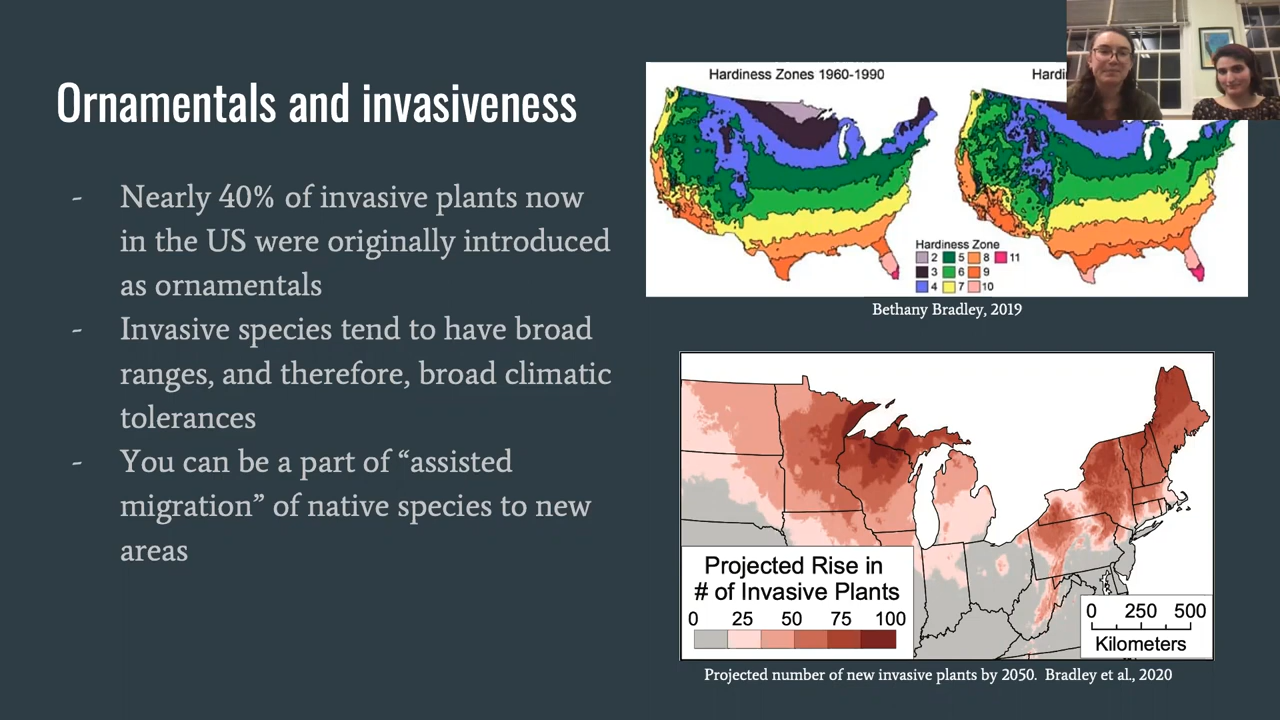 Ornamentals and invasiveness
- Nearly 40% of invasive plants now
in the US were originally introduced
as ornamentals
- Invasive species tend to have broad
ranges, and therefore, broad climatic
tolerances
- You can be a part of “assisted
migration” of native species to new
areas
Hardiness Zones 1960-1990
Hardi
Hardiness Zone
2 5 8 11
3 6 9
4 7 10
Bethany Bradley, 2019
Projected Rise in
# of Invasive Plants
0 25 50 75 100
0 250 500
Kilometers
Projected number of new invasive plants by 2050. Bradley et al., 2020